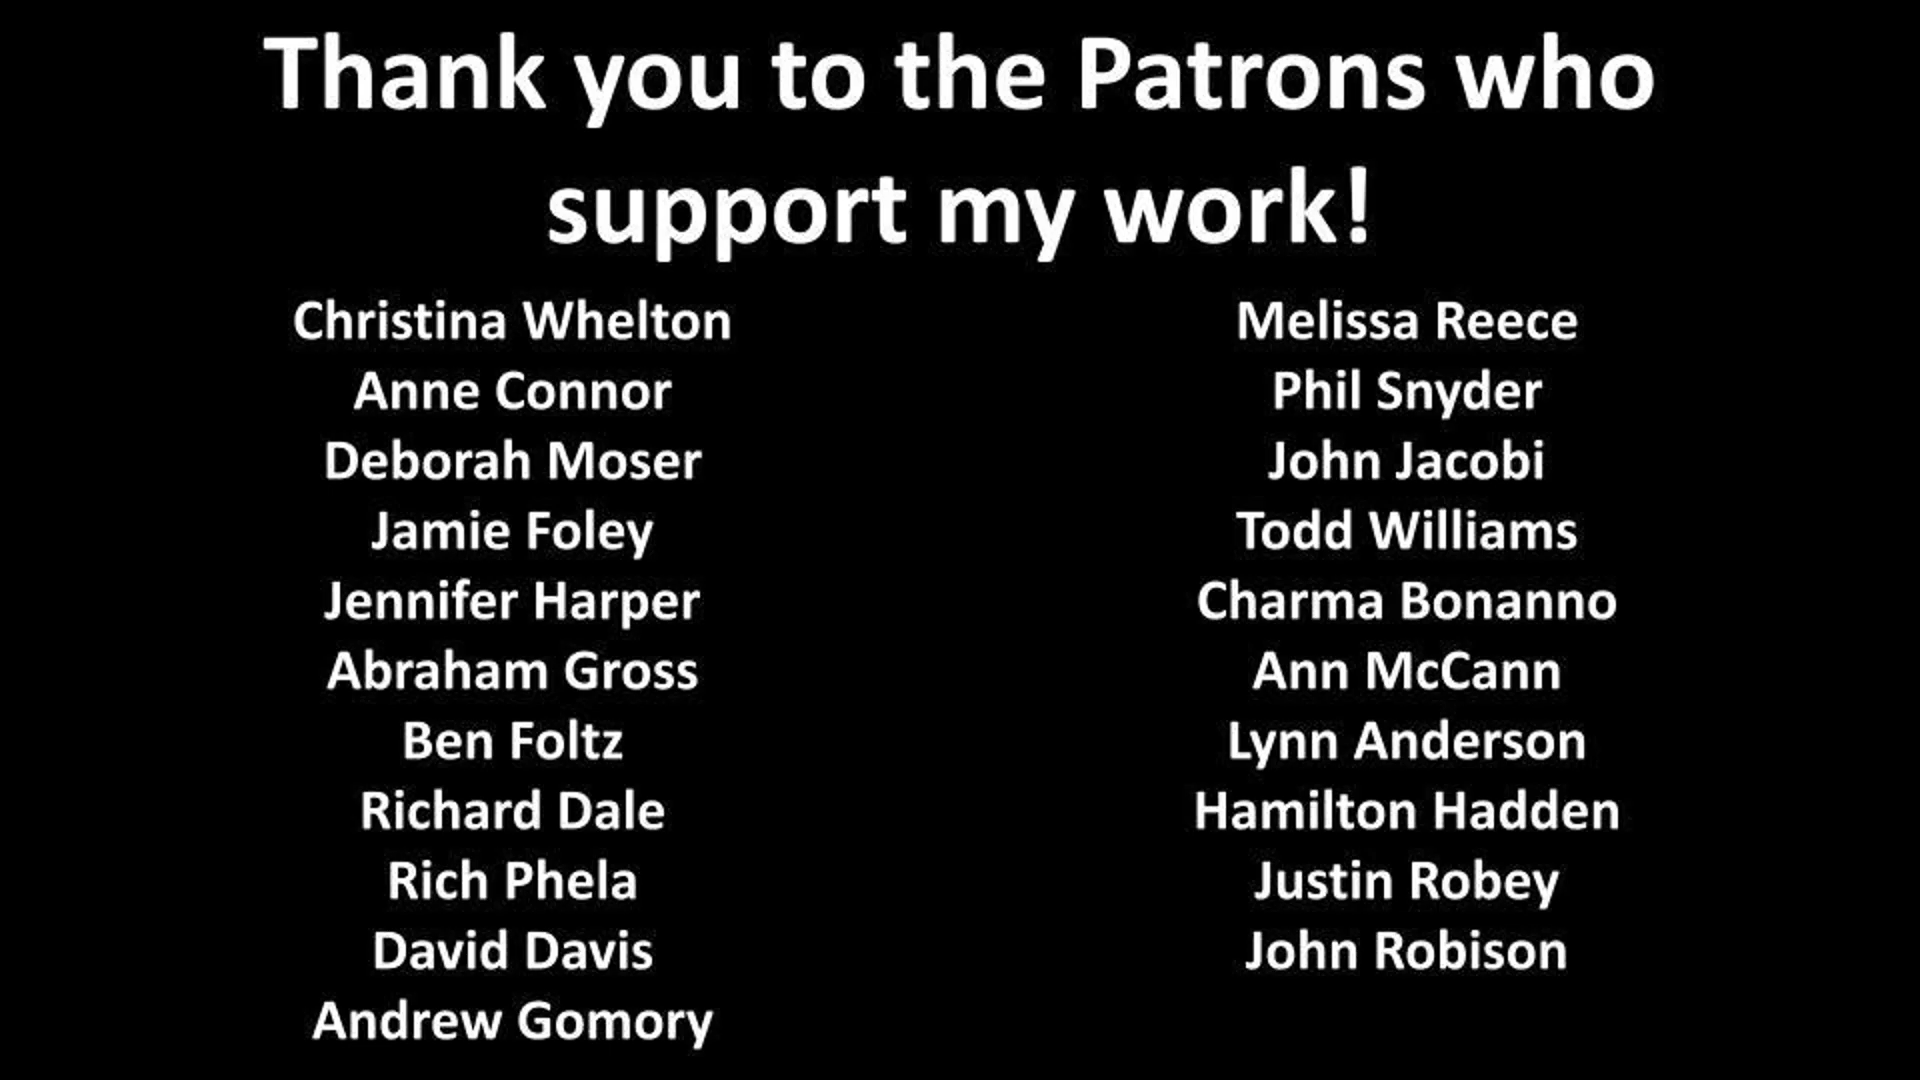 Thank you to the Patrons who
support my work!
Christina Whelton
Anne Connor
Deborah Moser
Jamie Foley
Jennifer Harper
Abraham Gross
Ben Foltz
Richard Dale
Rich Phela
David Davis
Andrew Gomory
Melissa Reece
Phil Snyder
John Jacobi
Todd Williams
Charma Bonanno
Ann McCann
Lynn Anderson
Hamilton Hadden
Justin Robey
John Robison